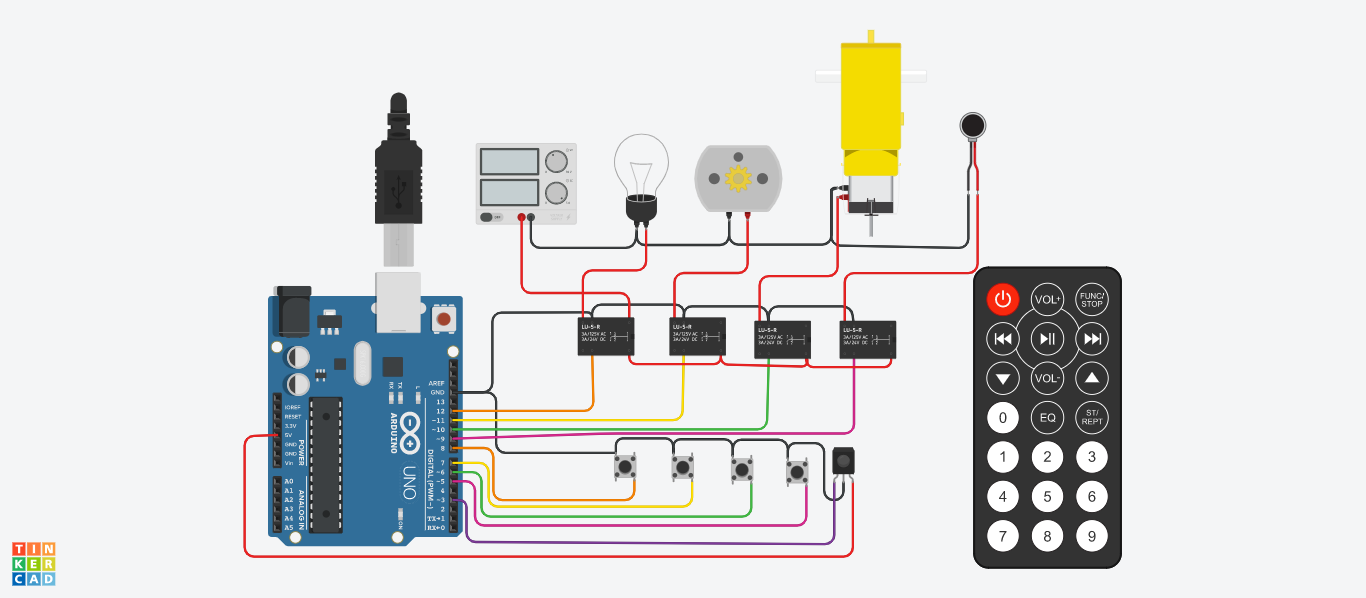 LU-5-R
3A/125V AC
3A/24V DC
LU-5-R
3A/125V AC
3A/24V DC
LU-5-R
3A/125V AC
3A/24V DC
LU-5-R
3A/125V AC
3A/24V DC
OFF
RX
TX
L
AREF
GND
13
12
~11
~10
~9
8
7
~6
~5
4
~3
2
TX→1
RX←0
DIGITAL (PWM~)
ARDUINO
UNO
ON
IOREF
RESET
3.3V
5V
GND
GND
Vin
POWER
A0
A1
A2
A3
A4
A5
ANALOG IN
VOL+
FUNC/
STOP
VOL-
0
EQ
ST/
REPT
1
2
3
4
5
6
7
8
9
TIN
KER
CAD